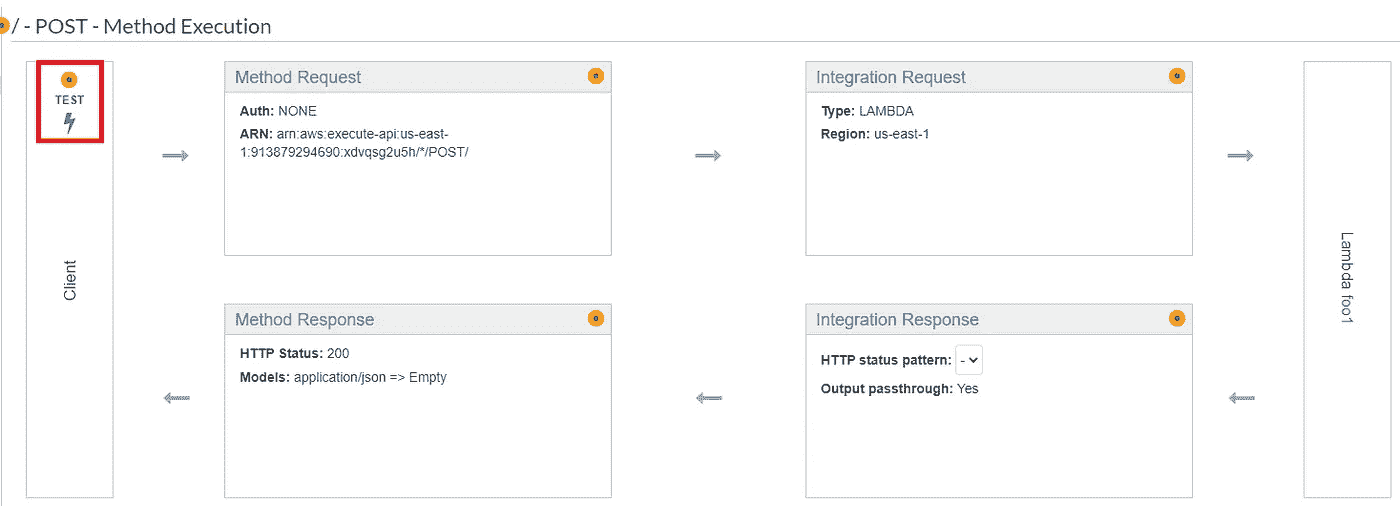 / - POST - Method Execution
TEST
Client
Method Request
Auth: NONE
ARN: arn:aws:execute-api:us-east-
1:913879294690:xdvqsg2u5h/*/POST/
Integration Request
Type: LAMBDA
Region: us-east-1
Lambda foo1
Method Response
HTTP Status: 200
Models: application/json => Empty
Integration Response
HTTP status pattern: -
Output passthrough: Yes